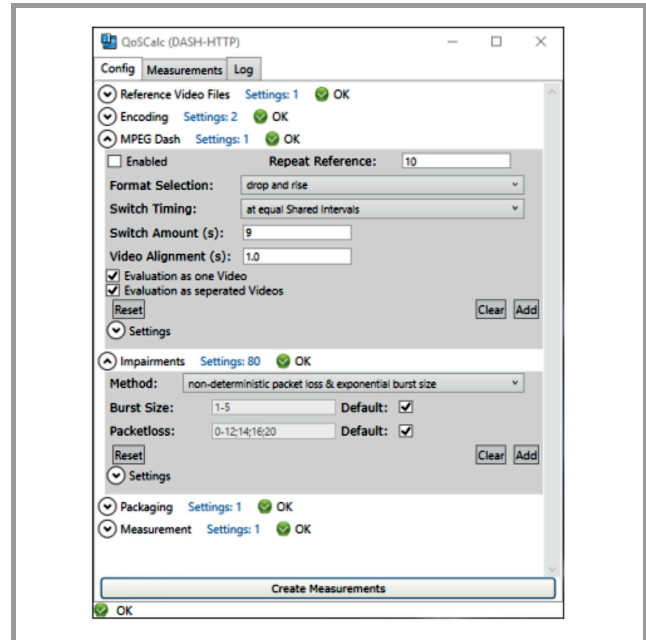 QoSCalc (DASH-HTTP)
Config Measurements Log
Reference Video Files Settings: 1 OK
Encoding Settings: 2 OK
MPEG Dash Settings: 1 OK
Enabled Repeat Reference: 10
Format Selection: drop and rise
Switch Timing: at equal Shared Intervals
Switch Amount (s): 9
Video Alignment (s): 1.0
Evaluation as one Video
Evaluation as seperated Videos
Reset Clear Add
Settings
Impairments Settings: 80 OK
Method: non-deterministic packet loss & exponential burst size
Burst Size: 1-5 Default:
Packetloss: 0-12;14;16;20 Default:
Reset Clear Add
Settings
Packaging Settings: 1 OK
Measurement Settings: 1 OK
Create Measurements
OK